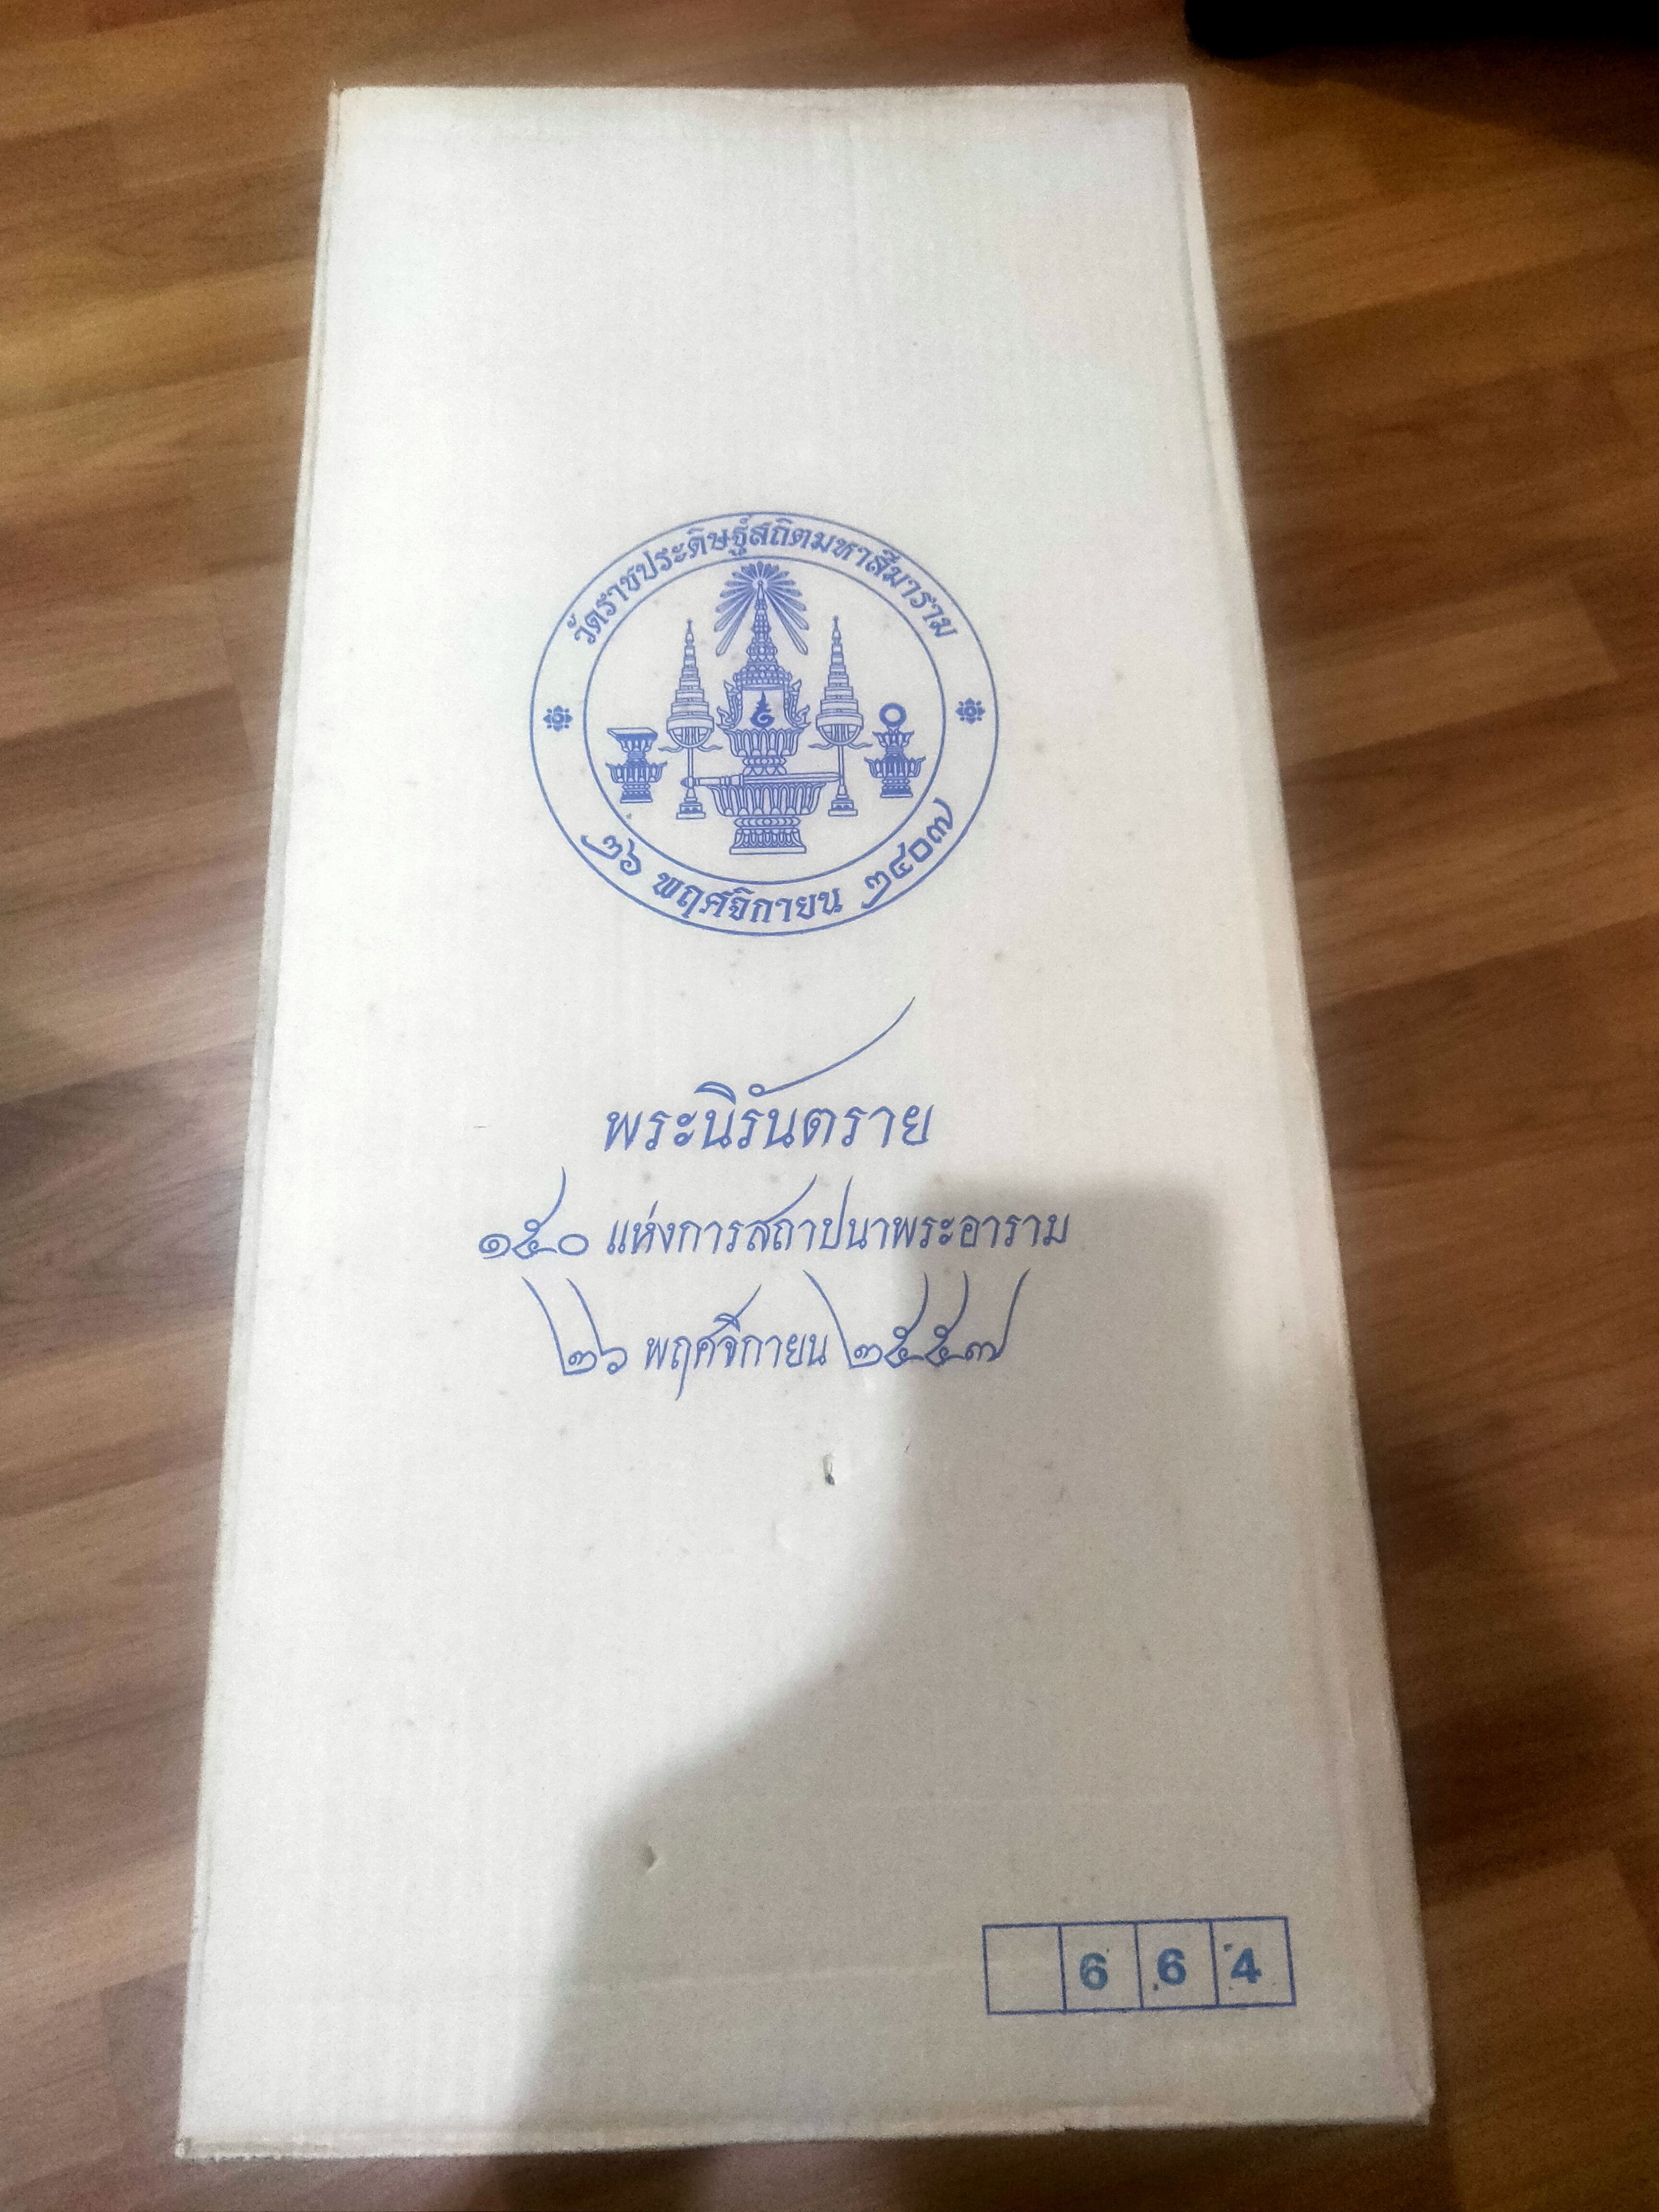 วัดราชประดิษฐ์สถิตมหาสีมาราม
๒๖ พฤศจิกายน ๒๔๐๗
พระนิรันตราย
๑๕๐ แห่งการสถาปนาพระอาราม
๒๖ พฤศจิกายน ๒๕๕๗
664